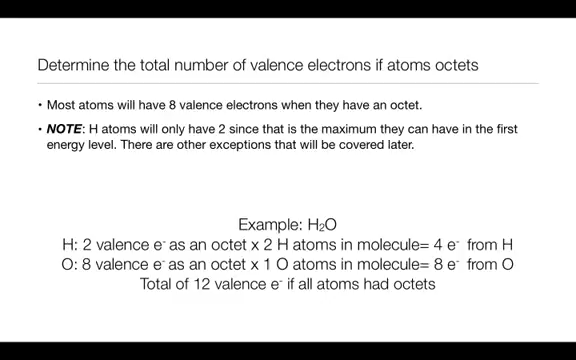 Determine the total number of valence electrons if atoms octets
• Most atoms will have 8 valence electrons when they have an octet.
• NOTE: H atoms will only have 2 since that is the maximum they can have in the first
energy level. There are other exceptions that will be covered later.
Example: H₂O
H: 2 valence e⁻ as an octet x 2 H atoms in molecule= 4 e⁻ from H
O: 8 valence e⁻ as an octet x 1 O atoms in molecule= 8 e⁻ from O
Total of 12 valence e⁻ if all atoms had octets